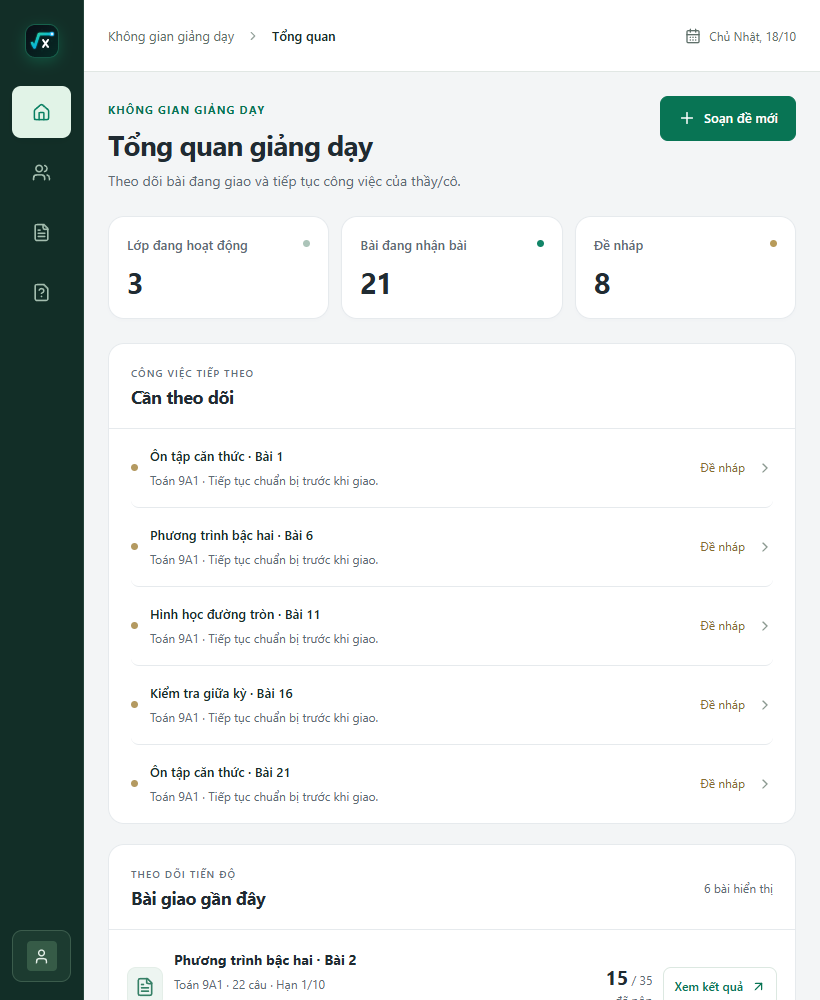 √x
Không gian giảng dạy > Tổng quan
Chủ Nhật, 18/10
KHÔNG GIAN GIẢNG DẠY
Tổng quan giảng dạy
Theo dõi bài đang giao và tiếp tục công việc của thầy/cô.
Soạn đề mới
Lớp đang hoạt động
3
Bài đang nhận bài
21
Đề nháp
8
CÔNG VIỆC TIẾP THEO
Cần theo dõi
Ôn tập căn thức · Bài 1
Toán 9A1 · Tiếp tục chuẩn bị trước khi giao.
Đề nháp
Phương trình bậc hai · Bài 6
Toán 9A1 · Tiếp tục chuẩn bị trước khi giao.
Đề nháp
Hình học đường tròn · Bài 11
Toán 9A1 · Tiếp tục chuẩn bị trước khi giao.
Đề nháp
Kiểm tra giữa kỳ · Bài 16
Toán 9A1 · Tiếp tục chuẩn bị trước khi giao.
Đề nháp
Ôn tập căn thức · Bài 21
Toán 9A1 · Tiếp tục chuẩn bị trước khi giao.
Đề nháp
THEO DÕI TIẾN ĐỘ
Bài giao gần đây
6 bài hiển thị
Phương trình bậc hai · Bài 2
Toán 9A1 · 22 câu · Hạn 1/10
15 / 35
Xem kết quả